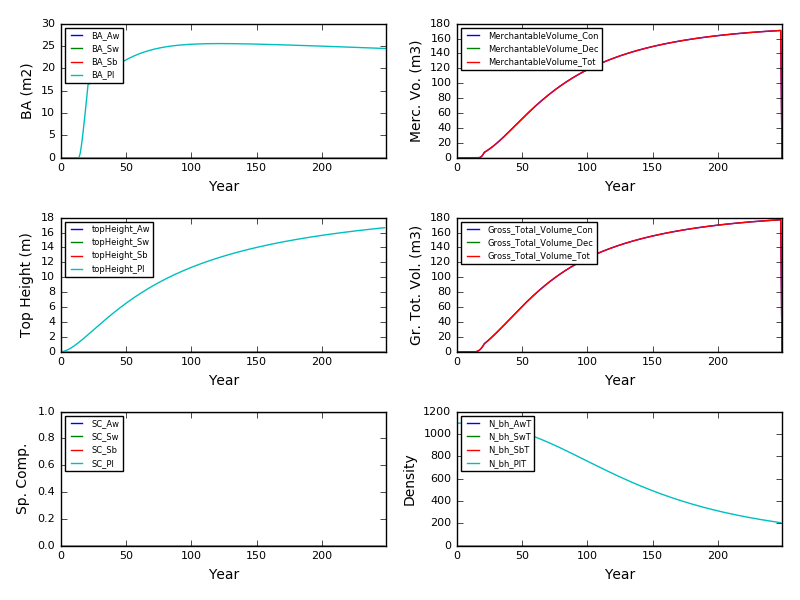 BA (m2)
30
25
20
15
10
5
0
BA_Aw
BA_Sw
BA_Sb
BA_Pl
0 50 100 150 200
Year
Merc. Vo. (m3)
180
160
140
120
100
80
60
40
20
0
MerchantableVolume_Con
MerchantableVolume_Dec
MerchantableVolume_Tot
0 50 100 150 200
Year
Top Height (m)
18
16
14
12
10
8
6
4
2
0
topHeight_Aw
topHeight_Sw
topHeight_Sb
topHeight_Pl
0 50 100 150 200
Year
Gr. Tot. Vol. (m3)
180
160
140
120
100
80
60
40
20
0
Gross_Total_Volume_Con
Gross_Total_Volume_Dec
Gross_Total_Volume_Tot
0 50 100 150 200
Year
Sp. Comp.
1.0
0.8
0.6
0.4
0.2
0.0
SC_Aw
SC_Sw
SC_Sb
SC_Pl
0 50 100 150 200
Year
Density
1200
1000
800
600
400
200
0
N_bh_AwT
N_bh_SwT
N_bh_SbT
N_bh_PlT
0 50 100 150 200
Year